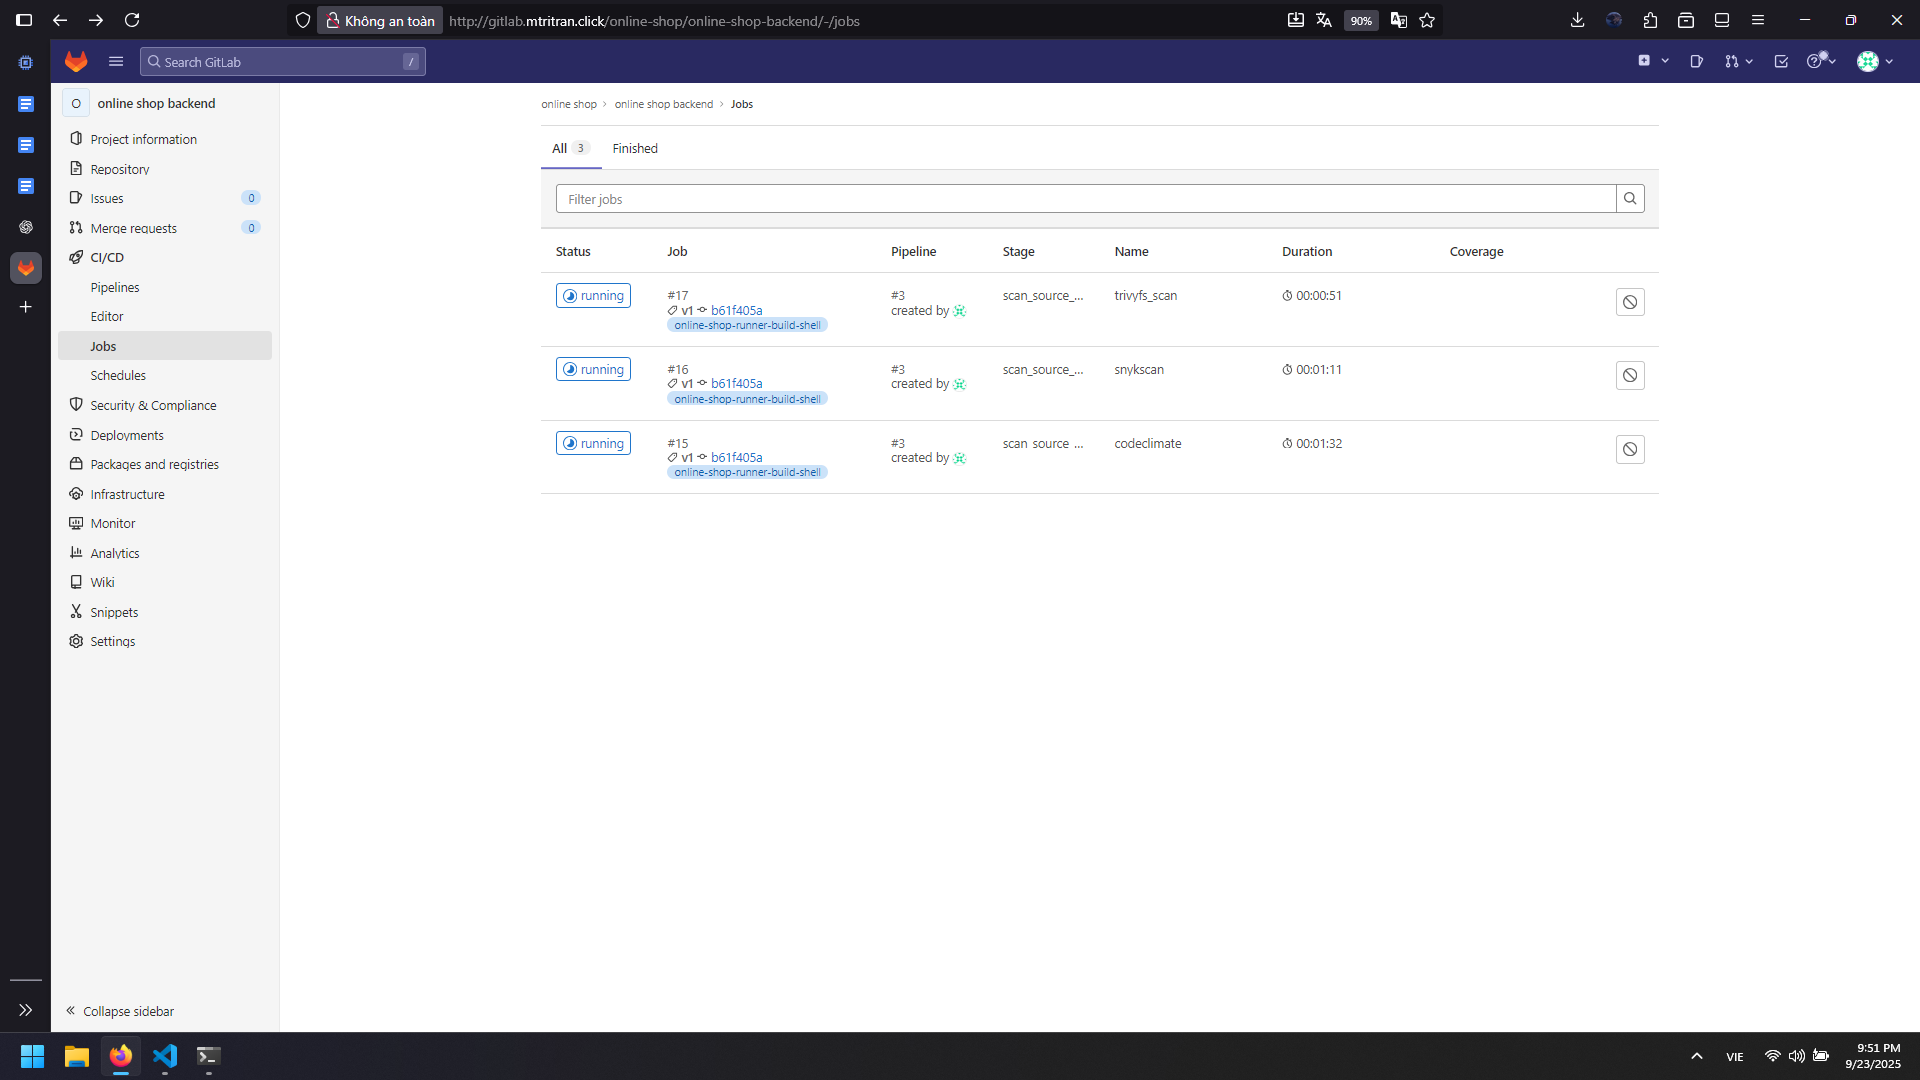 Không an toàn
http://gitlab.mtritran.click/online-shop/online-shop-backend/-/jobs
90%
Search GitLab
/
O
online shop backend
Project information
Repository
Issues
0
Merge requests
0
CI/CD
Pipelines
Editor
Jobs
Schedules
Security & Compliance
Deployments
Packages and registries
Infrastructure
Monitor
Analytics
Wiki
Snippets
Settings
Collapse sidebar
online shop
online shop backend
Jobs
All 3
Finished
Filter jobs
Status Job Pipeline Stage Name Duration Coverage
running #17 #3 scan_source_... trivyfs_scan 00:00:51
v1 b61f405a created by
online-shop-runner-build-shell
running #16 #3 scan_source_... snykscan 00:01:11
v1 b61f405a created by
online-shop-runner-build-shell
running #15 #3 scan_source_... codeclimate 00:01:32
v1 b61f405a created by
online-shop-runner-build-shell
VIE
9:51 PM
9/23/2025